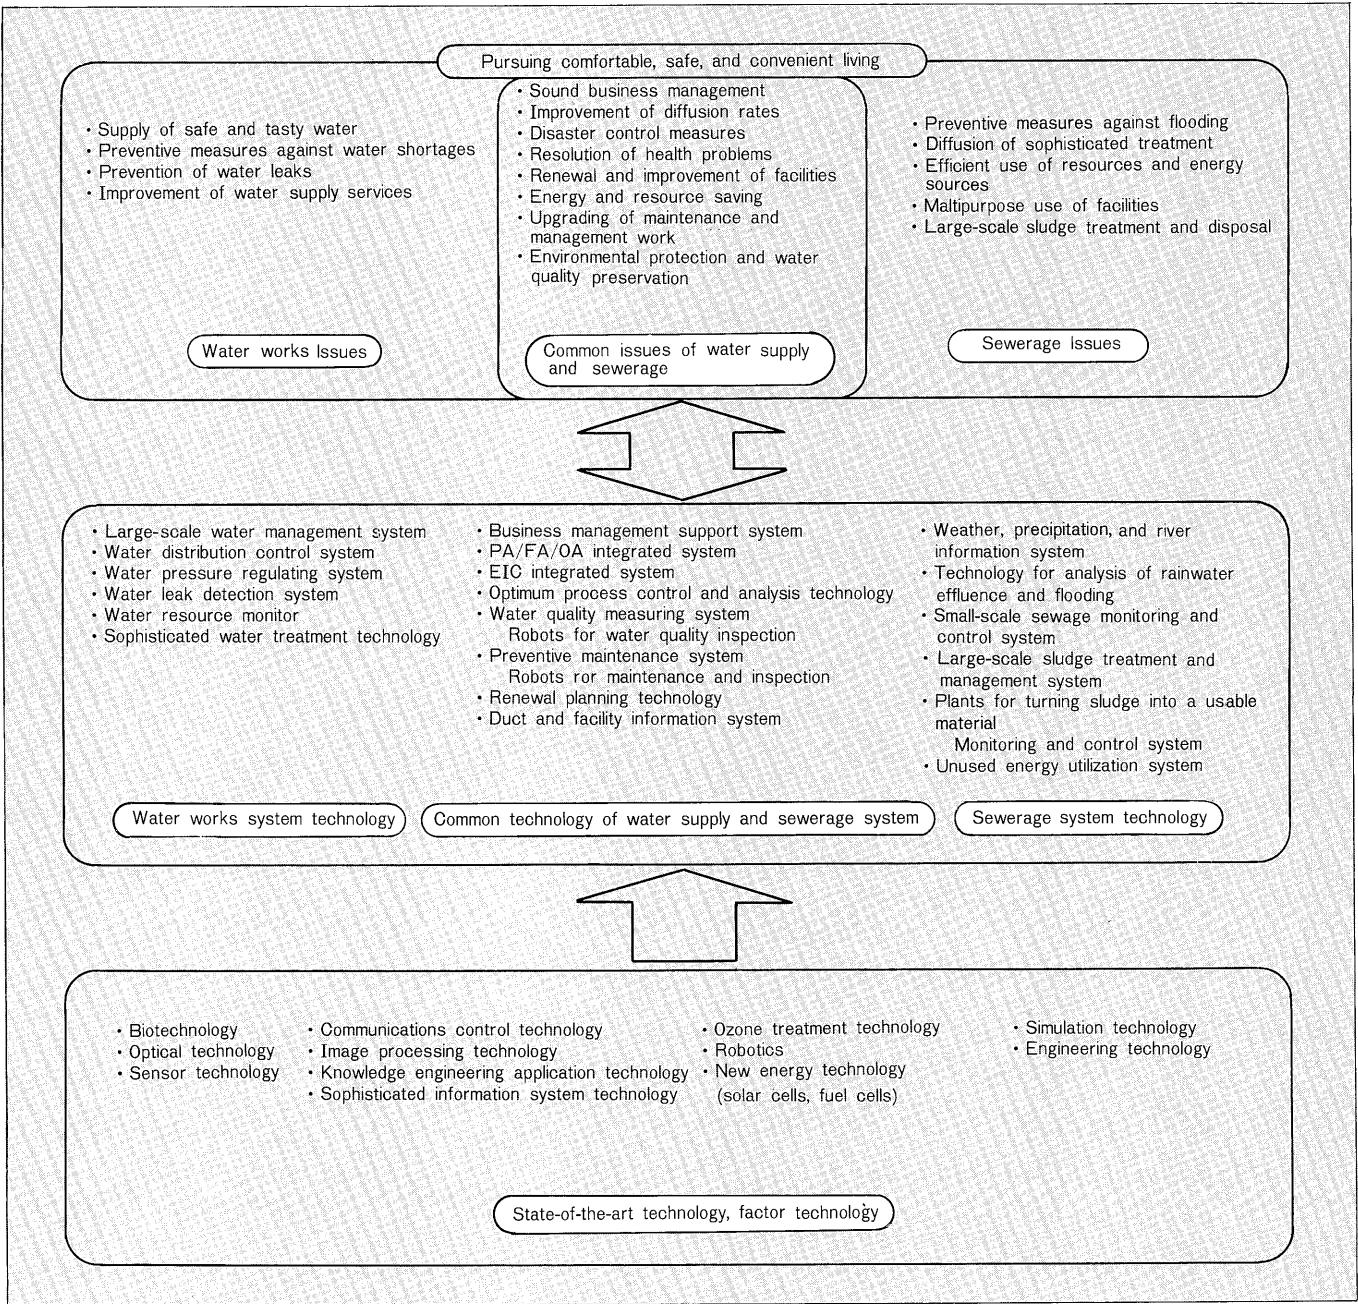 Pursuing comfortable, safe, and convenient living
· Supply of safe and tasty water
· Preventive measures against water shortages
· Prevention of water leaks
· Improvement of water supply services
Water works Issues
· Sound business management
· Improvement of diffusion rates
· Disaster control measures
· Resolution of health problems
· Renewal and improvement of facilities
· Energy and resource saving
· Upgrading of maintenance and
management work
· Environmental protection and water
quality preservation
Common issues of water supply
and sewerage
· Preventive measures against flooding
· Diffusion of sophisticated treatment
· Efficient use of resources and energy
sources
· Maltipurpose use of facilities
· Large-scale sludge treatment and disposal
Sewerage Issues
· Large-scale water management system
· Water distribution control system
· Water pressure regulating system
· Water leak detection system
· Water resource monitor
· Sophisticated water treatment technology
Water works system technology
· Business management support system
· PA/FA/OA integrated system
· EIC integrated system
· Optimum process control and analysis technology
· Water quality measuring system
Robots for water quality inspection
· Preventive maintenance system
Robots ror maintenance and inspection
· Renewal planning technology
· Duct and facility information system
Common technology of water supply and sewerage system
· Weather, precipitation, and river
information system
· Technology for analysis of rainwater
effluence and flooding
· Small-scale sewage monitoring and
control system
· Large-scale sludge treatment and
management system
· Plants for turning sludge into a usable
material
Monitoring and control system
· Unused energy utilization system
Sewerage system technology
· Biotechnology
· Optical technology
· Sensor technology
· Communications control technology
· Image processing technology
· Knowledge engineering application technology
· Sophisticated information system technology
· Ozone treatment technology
· Robotics
· New energy technology
(solar cells, fuel cells)
· Simulation technology
· Engineering technology
State-of-the-art technology, factor technology